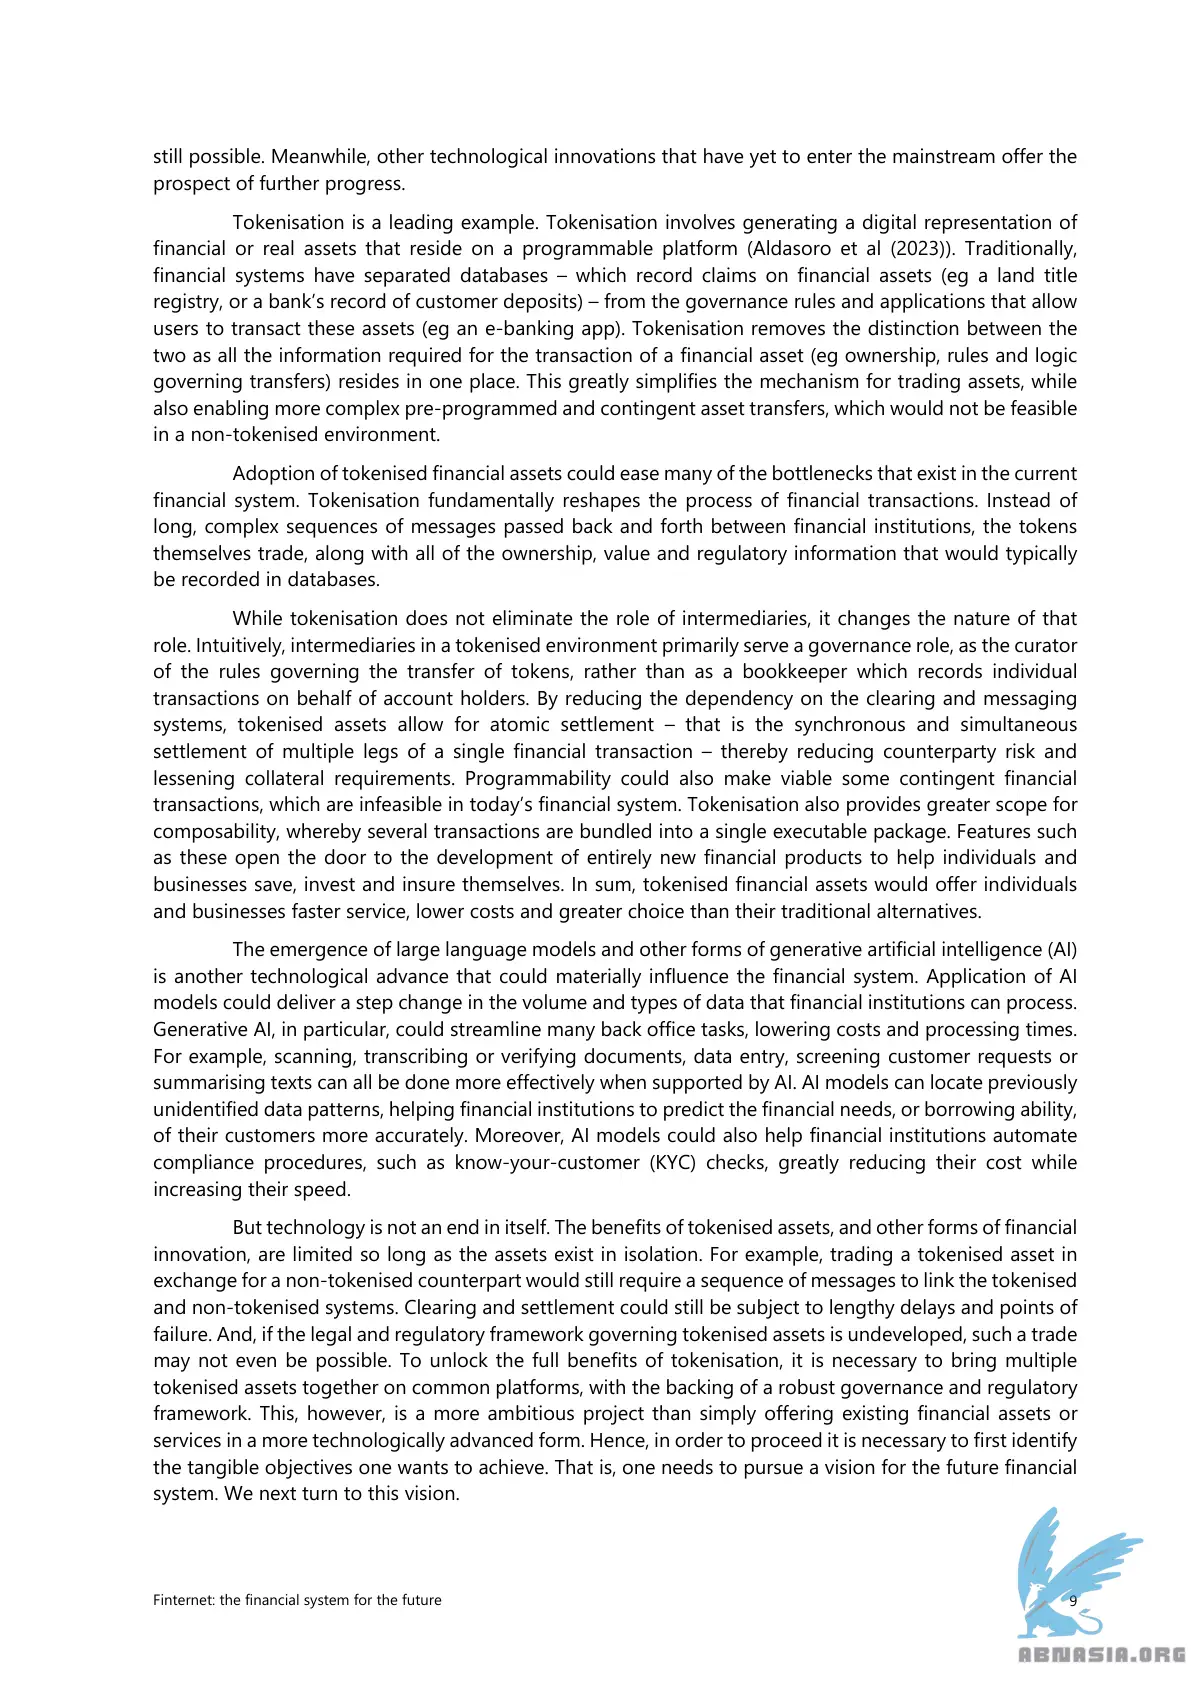 still possible. Meanwhile, other technological innovations that have yet to enter the mainstream offer the
prospect of further progress.
Tokenisation is a leading example. Tokenisation involves generating a digital representation of
financial or real assets that reside on a programmable platform (Aldasoro et al (2023)). Traditionally,
financial systems have separated databases – which record claims on financial assets (eg a land title
registry, or a bank’s record of customer deposits) – from the governance rules and applications that allow
users to transact these assets (eg an e-banking app). Tokenisation removes the distinction between the
two as all the information required for the transaction of a financial asset (eg ownership, rules and logic
governing transfers) resides in one place. This greatly simplifies the mechanism for trading assets, while
also enabling more complex pre-programmed and contingent asset transfers, which would not be feasible
in a non-tokenised environment.
Adoption of tokenised financial assets could ease many of the bottlenecks that exist in the current
financial system. Tokenisation fundamentally reshapes the process of financial transactions. Instead of
long, complex sequences of messages passed back and forth between financial institutions, the tokens
themselves trade, along with all of the ownership, value and regulatory information that would typically
be recorded in databases.
While tokenisation does not eliminate the role of intermediaries, it changes the nature of that
role. Intuitively, intermediaries in a tokenised environment primarily serve a governance role, as the curator
of the rules governing the transfer of tokens, rather than as a bookkeeper which records individual
transactions on behalf of account holders. By reducing the dependency on the clearing and messaging
systems, tokenised assets allow for atomic settlement – that is the synchronous and simultaneous
settlement of multiple legs of a single financial transaction – thereby reducing counterparty risk and
lessening collateral requirements. Programmability could also make viable some contingent financial
transactions, which are infeasible in today’s financial system. Tokenisation also provides greater scope for
composability, whereby several transactions are bundled into a single executable package. Features such
as these open the door to the development of entirely new financial products to help individuals and
businesses save, invest and insure themselves. In sum, tokenised financial assets would offer individuals
and businesses faster service, lower costs and greater choice than their traditional alternatives.
The emergence of large language models and other forms of generative artificial intelligence (AI)
is another technological advance that could materially influence the financial system. Application of AI
models could deliver a step change in the volume and types of data that financial institutions can process.
Generative AI, in particular, could streamline many back office tasks, lowering costs and processing times.
For example, scanning, transcribing or verifying documents, data entry, screening customer requests or
summarising texts can all be done more effectively when supported by AI. AI models can locate previously
unidentified data patterns, helping financial institutions to predict the financial needs, or borrowing ability,
of their customers more accurately. Moreover, AI models could also help financial institutions automate
compliance procedures, such as know-your-customer (KYC) checks, greatly reducing their cost while
increasing their speed.
But technology is not an end in itself. The benefits of tokenised assets, and other forms of financial
innovation, are limited so long as the assets exist in isolation. For example, trading a tokenised asset in
exchange for a non-tokenised counterpart would still require a sequence of messages to link the tokenised
and non-tokenised systems. Clearing and settlement could still be subject to lengthy delays and points of
failure. And, if the legal and regulatory framework governing tokenised assets is undeveloped, such a trade
may not even be possible. To unlock the full benefits of tokenisation, it is necessary to bring multiple
tokenised assets together on common platforms, with the backing of a robust governance and regulatory
framework. This, however, is a more ambitious project than simply offering existing financial assets or
services in a more technologically advanced form. Hence, in order to proceed it is necessary to first identify
the tangible objectives one wants to achieve. That is, one needs to pursue a vision for the future financial
system. We next turn to this vision.
Finternet: the financial system for the future 9
ABNASIA.ORG